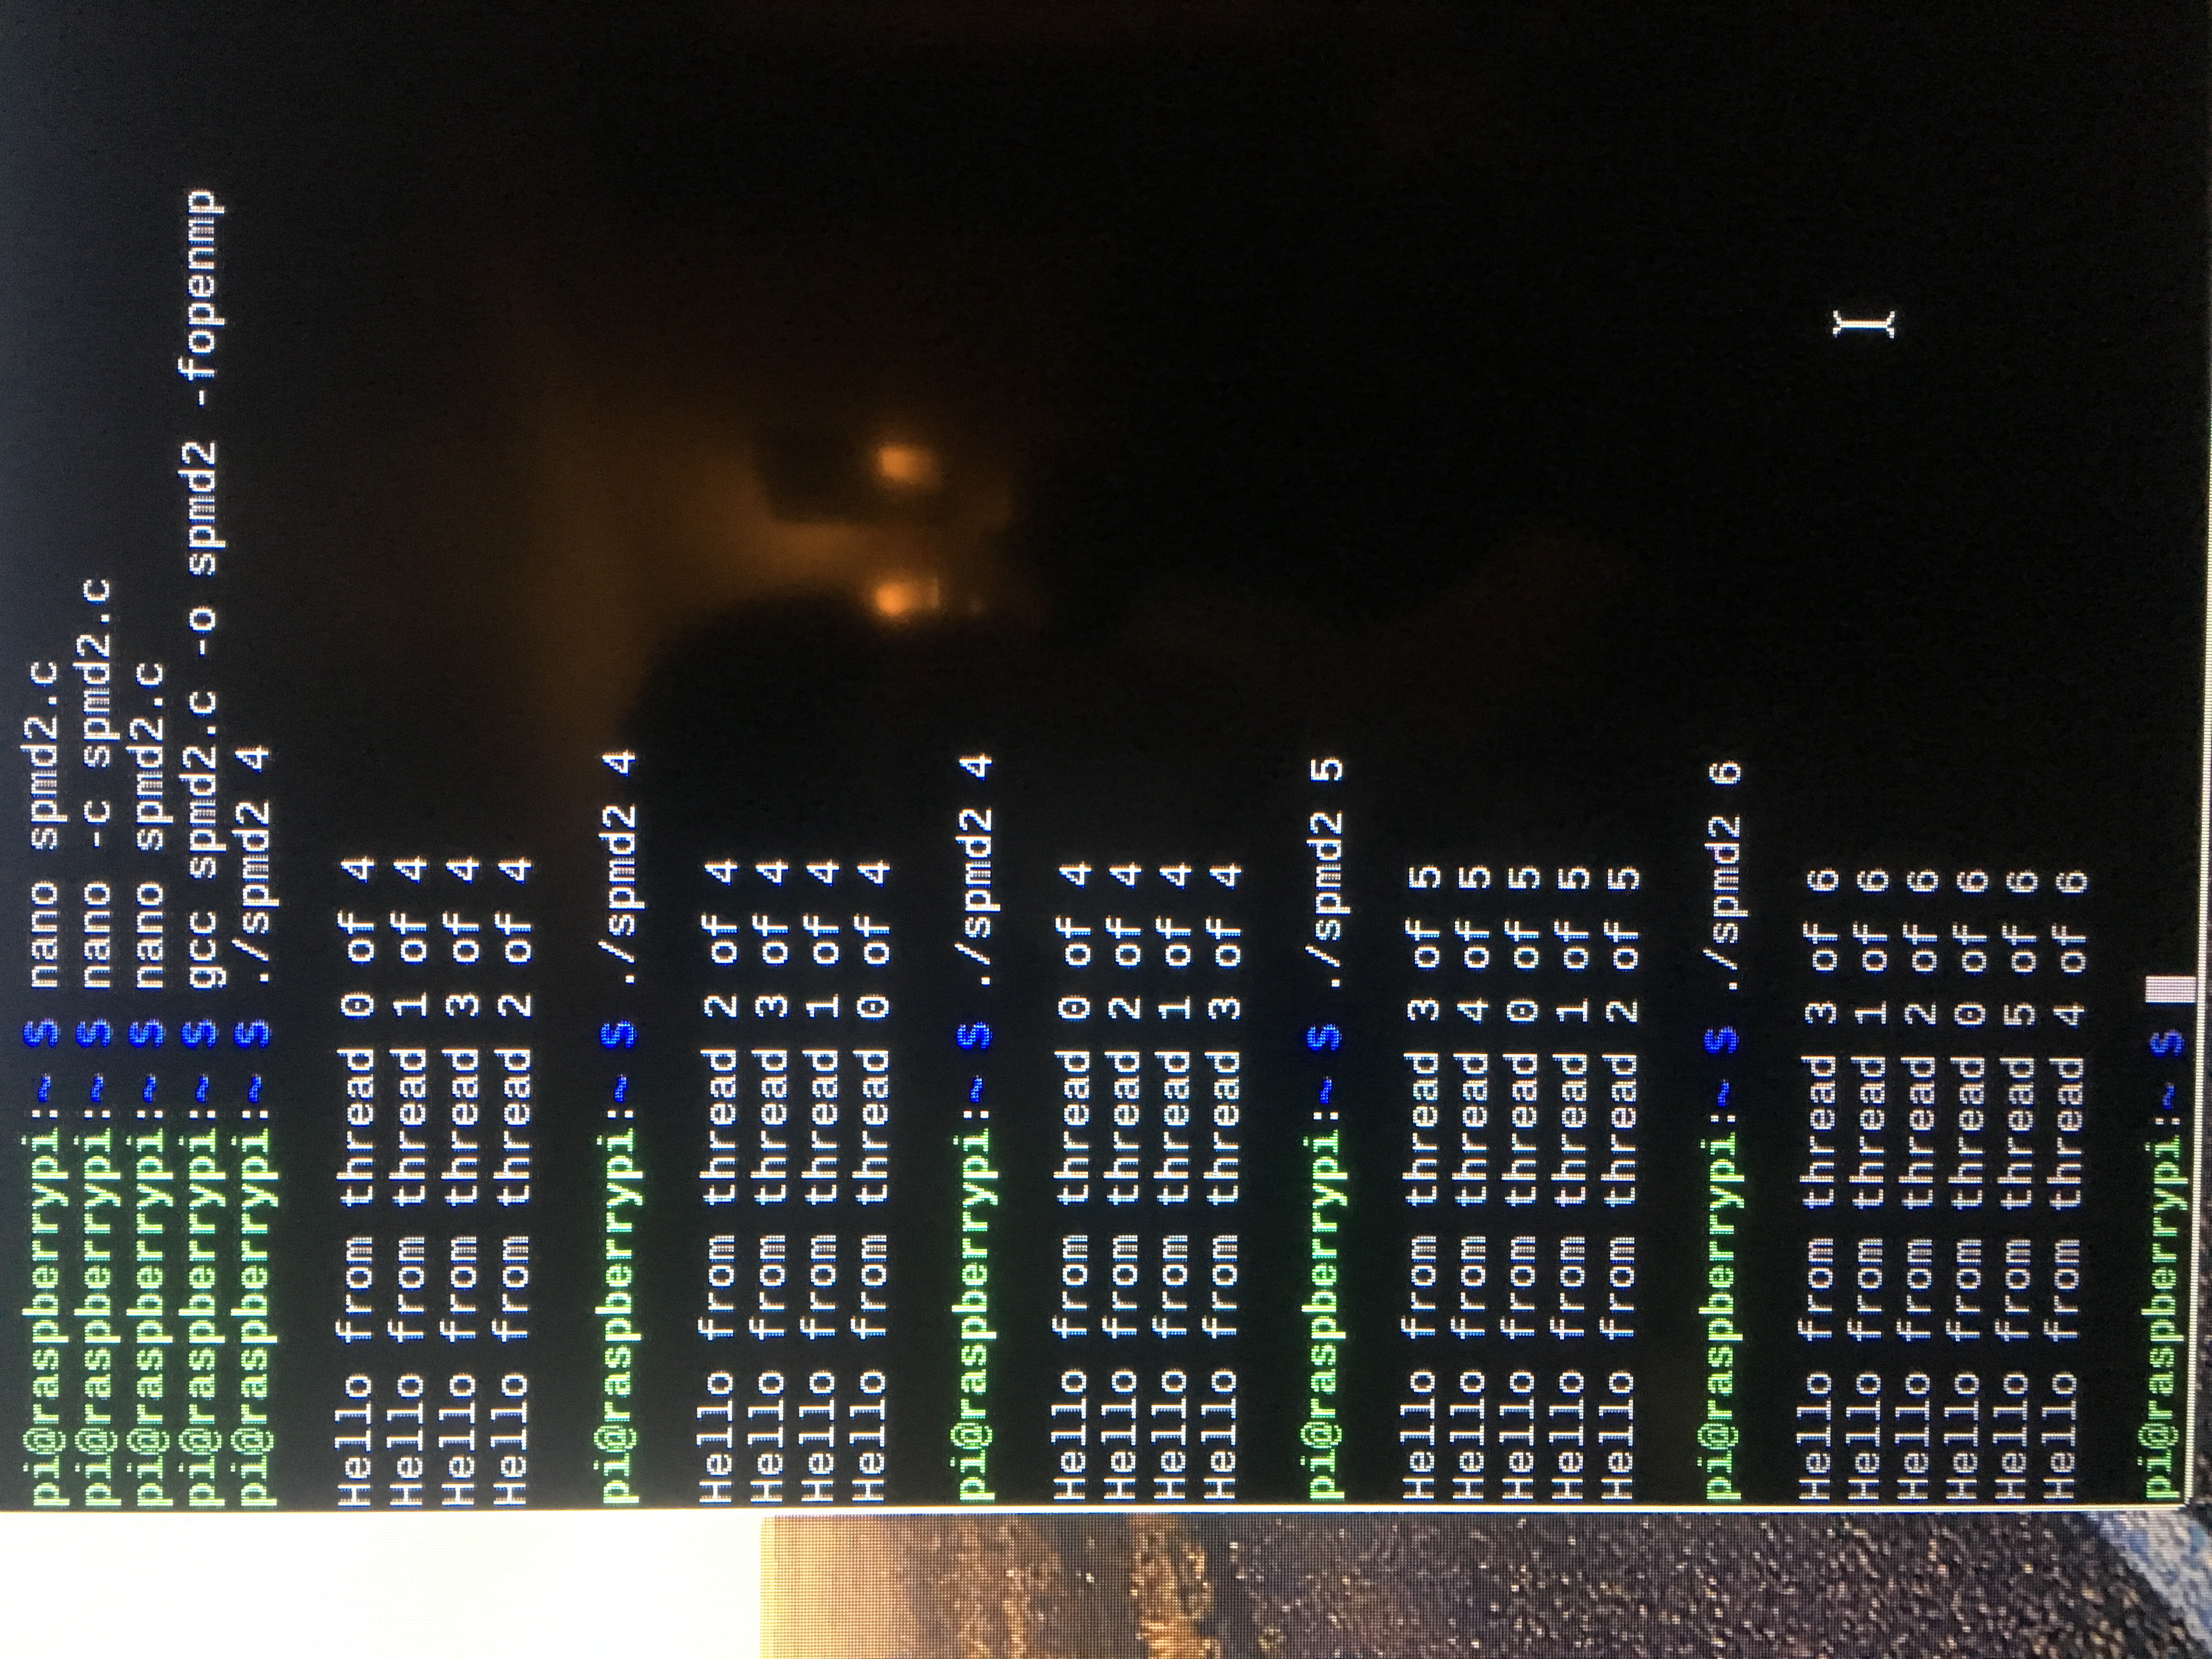 pi@raspberrypi:~ $ nano spmd2.c
pi@raspberrypi:~ $ nano -c spmd2.c
pi@raspberrypi:~ $ nano spmd2.c
pi@raspberrypi:~ $ gcc spmd2.c -o spmd2 -fopenmp
pi@raspberrypi:~ $ ./spmd2 4
Hello from thread 0 of 4
Hello from thread 1 of 4
Hello from thread 3 of 4
Hello from thread 2 of 4
pi@raspberrypi:~ $ ./spmd2 4
Hello from thread 2 of 4
Hello from thread 3 of 4
Hello from thread 1 of 4
Hello from thread 0 of 4
pi@raspberrypi:~ $ ./spmd2 4
Hello from thread 0 of 4
Hello from thread 2 of 4
Hello from thread 1 of 4
Hello from thread 3 of 4
pi@raspberrypi:~ $ ./spmd2 5
Hello from thread 3 of 5
Hello from thread 4 of 5
Hello from thread 0 of 5
Hello from thread 1 of 5
Hello from thread 2 of 5
pi@raspberrypi:~ $ ./spmd2 6
Hello from thread 3 of 6
Hello from thread 1 of 6
Hello from thread 2 of 6
Hello from thread 0 of 6
Hello from thread 5 of 6
Hello from thread 4 of 6
pi@raspberrypi:~ $